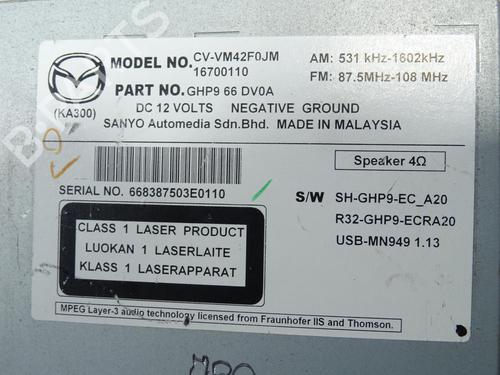 MODEL NO. CV-VM42F0JM
16700110
AM: 531 kHz-1602kHz
FM: 87.5MHz-108 MHz
PART NO. GHP9 66 DV0A
DC 12 VOLTS NEGATIVE GROUND
(KA300)
SANYO Automedia Sdn.Bhd. MADE IN MALAYSIA
Speaker 4Ω
SERIAL NO. 668387503E0110
S/W SH-GHP9-EC_A20
R32-GHP9-ECRA20
USB-MN949 1.13
CLASS 1 LASER PRODUCT
LUOKAN 1 LASERLAITE
KLASS 1 LASERAPPARAT
MPEG Layer-3 audio technology licensed from Fraunhofer IIS and Thomson.